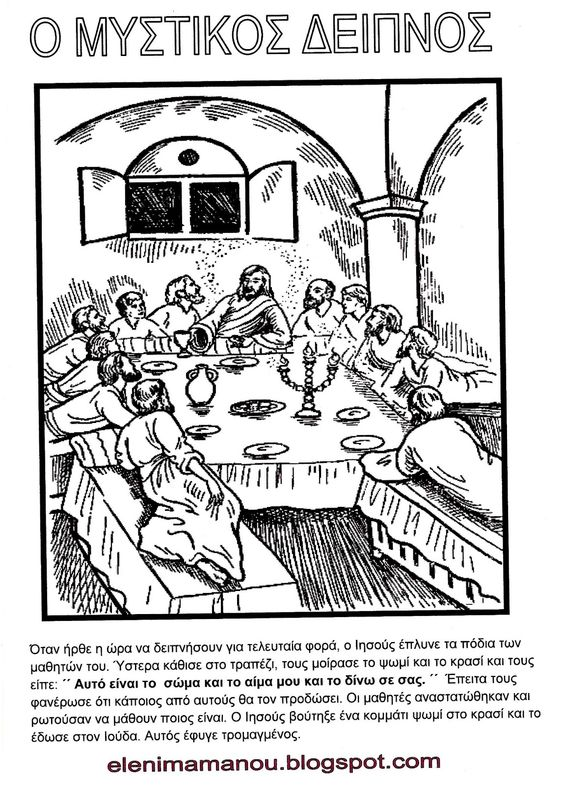 Ο ΜΥΣΤΙΚΟΣ ΔΕΙΠΝΟΣ
Όταν ήρθε η ώρα να δειπνήσουν για τελευταία φορά, ο Ιησούς έπλυνε τα πόδια των
μαθητών του. Ύστερα κάθισε στο τραπέζι, τους μοίρασε το ψωμί και το κρασί και τους
είπε: ΄΄ Αυτό είναι το σώμα και το αίμα μου και το δίνω σε σας. ΄΄ Έπειτα τους
φανέρωσε ότι κάποιος από αυτούς θα τον προδώσει. Οι μαθητές αναστατώθηκαν και
ρωτούσαν να μάθουν ποιος είναι. Ο Ιησούς βούτηξε ένα κομμάτι ψωμί στο κρασί και το
έδωσε στον Ιούδα. Αυτός έφυγε τρομαγμένος.
elenimamanou.blogspot.com